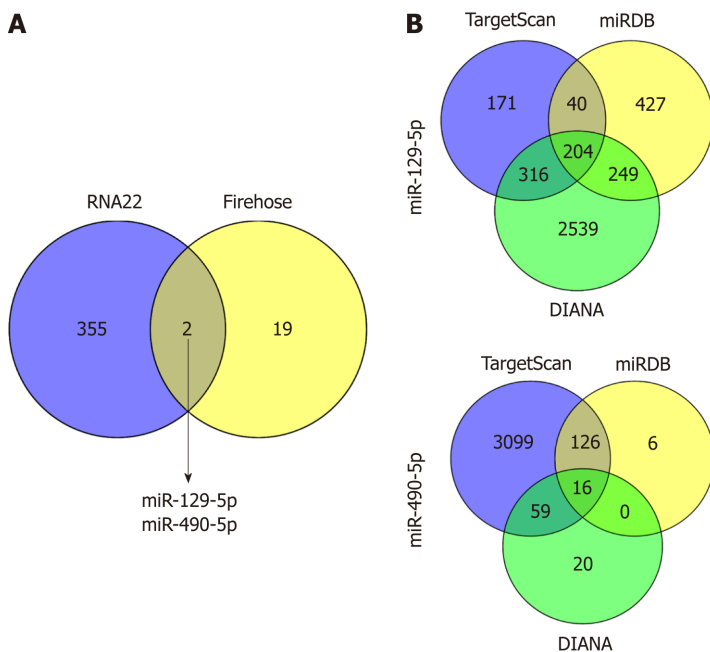 A
RNA22 Firehose
355 2 19
miR-129-5p
miR-490-5p
B
TargetScan miRDB
miR-129-5p
171 40 427
204
316 249
2539
DIANA
TargetScan miRDB
miR-490-5p
3099 126 6
16
59 0
20
DIANA